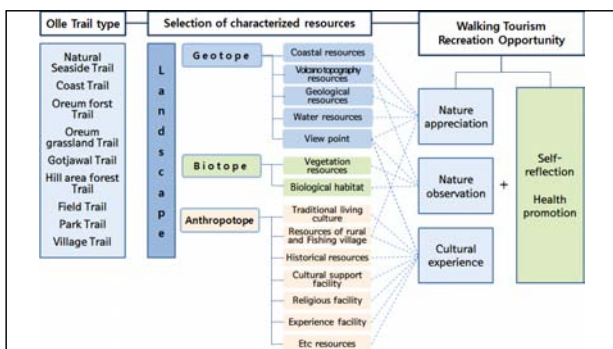 Olle Trail type
Selection of characterized resources
Walking Tourism
Recreation Opportunity
Natural
Seaside Trail
Coast Trail
Oreum forst
Trail
Oreum
grassland Trail
Gotjawal Trail
Hill area forest
Trail
Field Trail
Park Trail
Village Trail
Landscape
Geotope
Coastal resources
Volcano topography
resources
Geological
resources
Water resources
View point
Biotope
Vegetation
resources
Biological habitat
Anthropotope
Traditional living
culture
Resources of rural
and Fishing village
Historical resources
Cultural support
facility
Religious facility
Experience facility
Etc resources
Nature
appreciation
Nature
observation
Cultural
experience
+
Self-
reflection
Health
promotion